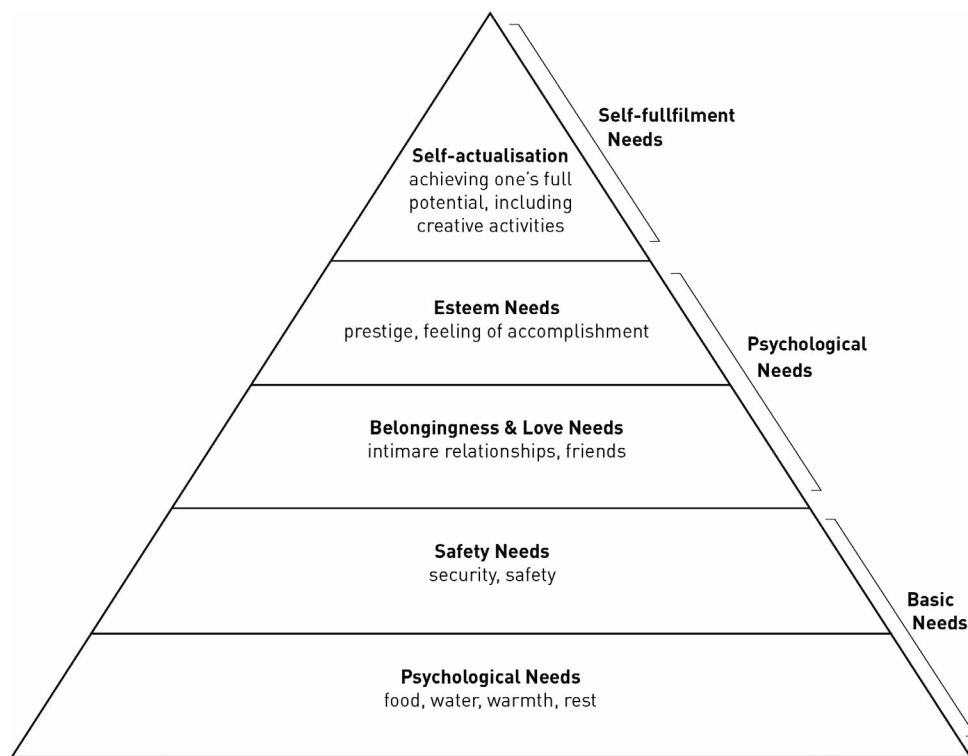 Self-fullfilment
Needs
Self-actualisation
achieving one's full
potential, including
creative activities
Esteem Needs
prestige, feeling of accomplishment
Psychological
Needs
Belongingness & Love Needs
intimare relationships, friends
Safety Needs
security, safety
Basic
Needs
Psychological Needs
food, water, warmth, rest